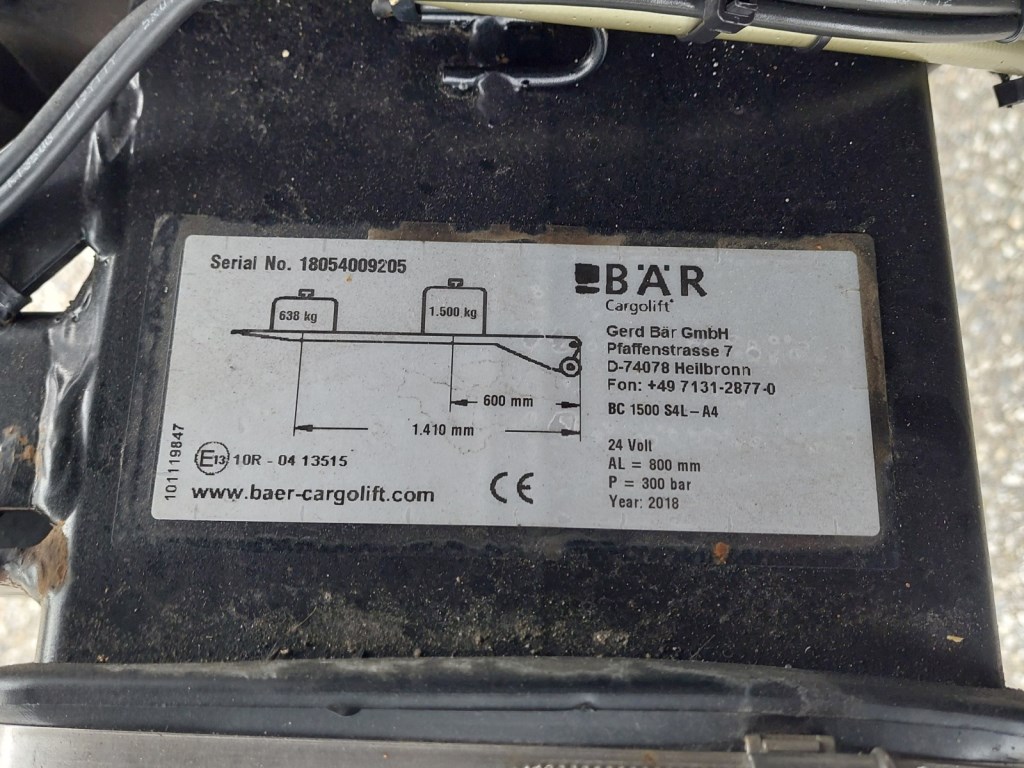 Serial No. 18054009205
BÄR
Cargolift
638 kg
1.500 kg
600 mm
1.410 mm
Gerd Bär GmbH
Pfaffenstrasse 7
D-74078 Heilbronn
Fon: +49 7131-2877-0
BC 1500 S4L-A4
24 Volt
AL = 800 mm
P = 300 bar
Year: 2018
101119847
E13 10R - 04 13515
www.baer-cargolift.com
CE